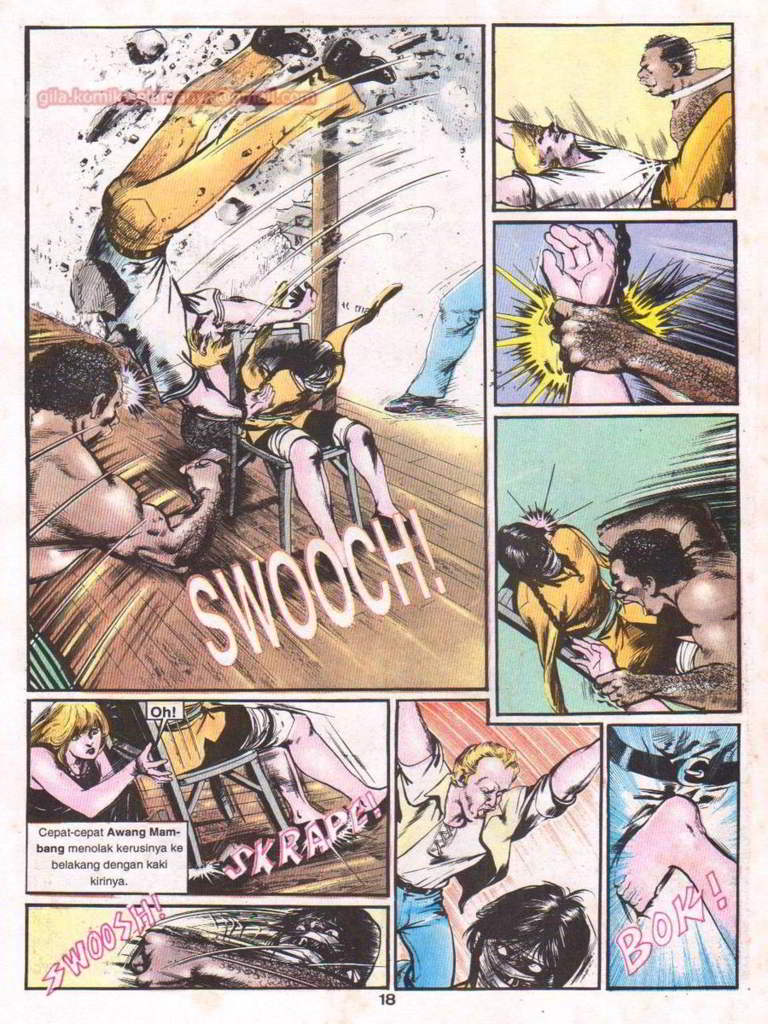 SWOOCH!
Oh!
Cepat-cepat Awang Mam-
bang menolak kerusinya ke
belakang dengan kaki
kirinya.
SKRAPE!
SWOOSH!
BOK!
18